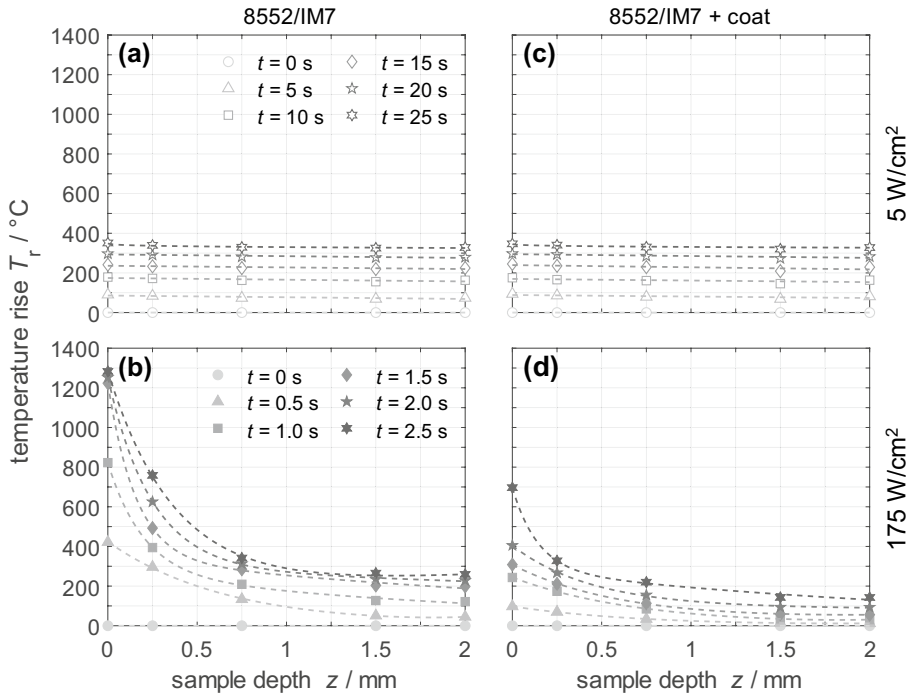 8552/IM7
8552/IM7 + coat
temperature rise Tr / °C
1400
1200
1000
800
600
400
200
0
(a)
t = 0 s
t = 5 s
t = 10 s
t = 15 s
t = 20 s
t = 25 s
(c)
5 W/cm²
1400
1200
1000
800
600
400
200
0
(b)
t = 0 s
t = 0.5 s
t = 1.0 s
t = 1.5 s
t = 2.0 s
t = 2.5 s
(d)
175 W/cm²
0 0.5 1 1.5 2
0 0.5 1 1.5 2
sample depth z / mm
sample depth z / mm